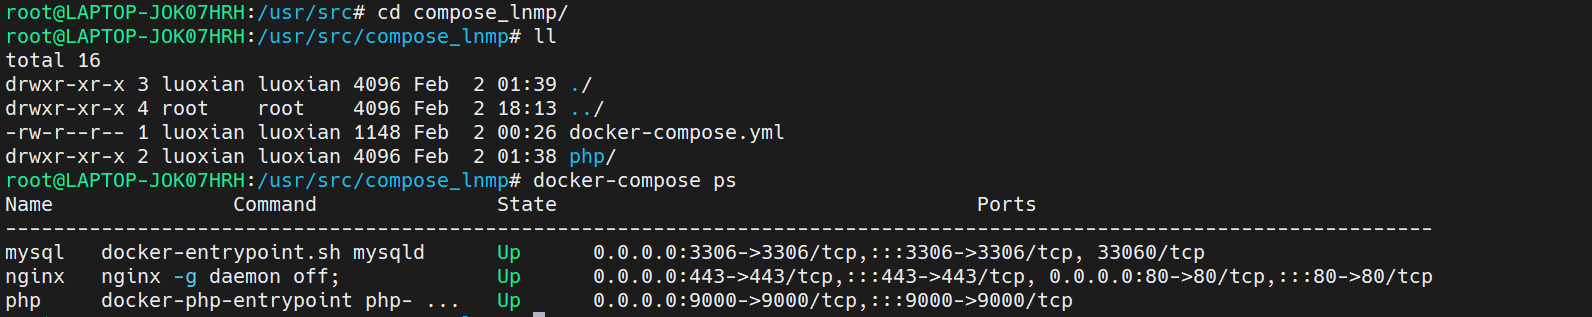 root@LAPTOP-JOK07HRH:/usr/src# cd compose_lnmp/
root@LAPTOP-JOK07HRH:/usr/src/compose_lnmp# ll
total 16
drwxr-xr-x 3 luoxian luoxian 4096 Feb  2 01:39 ./
drwxr-xr-x 4 root    root    4096 Feb  2 18:13 ../
-rw-r--r-- 1 luoxian luoxian 1148 Feb  2 00:26 docker-compose.yml
drwxr-xr-x 2 luoxian luoxian 4096 Feb  2 01:38 php/
root@LAPTOP-JOK07HRH:/usr/src/compose_lnmp# docker-compose ps
Name               Command               State                                   Ports
-----------------------------------------------------------------------------------------------------------------------
mysql   docker-entrypoint.sh mysqld      Up      0.0.0.0:3306->3306/tcp,:::3306->3306/tcp, 33060/tcp
nginx   nginx -g daemon off;             Up      0.0.0.0:443->443/tcp,:::443->443/tcp, 0.0.0.0:80->80/tcp,:::80->80/tcp
php     docker-php-entrypoint php- ...   Up      0.0.0.0:9000->9000/tcp,:::9000->9000/tcp